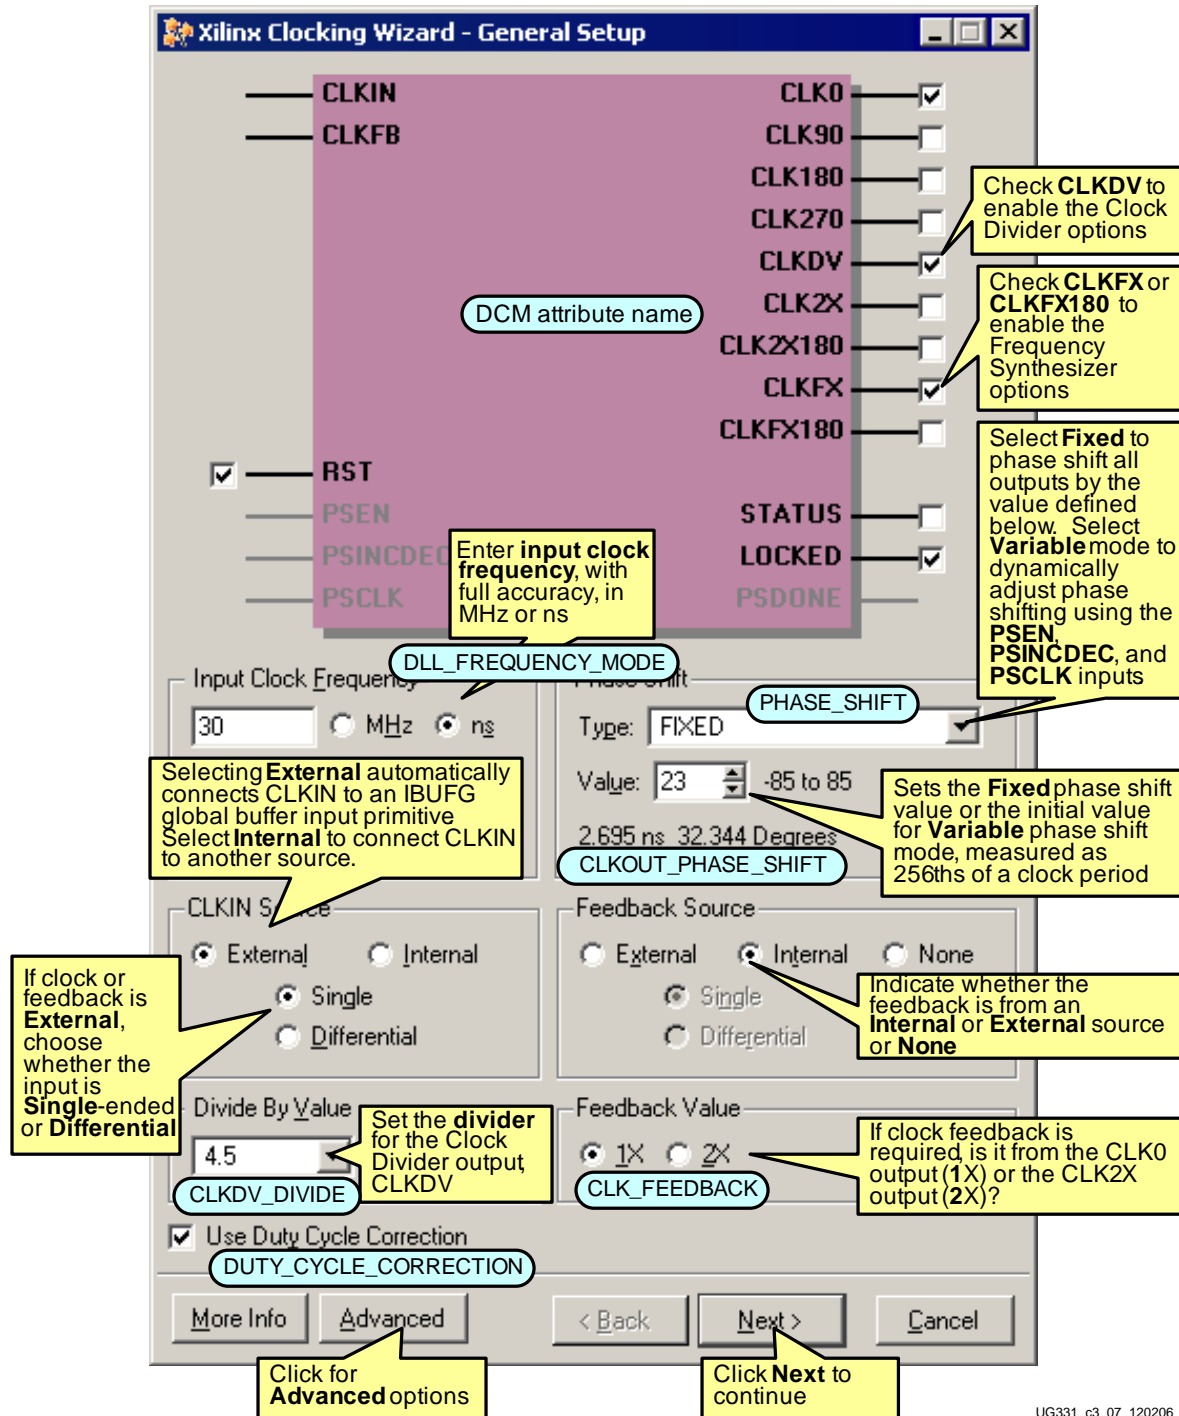 Xilinx Clocking Wizard - General Setup
CLKIN
CLKFB
RST
PSEN
PSINCDEC
PSCLK
CLK0
CLK90
CLK180
CLK270
CLKDV
CLK2X
CLK2X180
CLKFX
CLKFX180
STATUS
LOCKED
PSDONE
DCM attribute name
Check CLKDV to
enable the Clock
Divider options
Check CLKFX or
CLKFX180 to
enable the
Frequency
Synthesizer
options
Select Fixed to
phase shift all
outputs by the
value defined
below. Select
Variable mode to
dynamically
adjust phase
shifting using the
PSEN,
PSINCDEC, and
PSCLK inputs
Enter input clock
frequency, with
full accuracy, in
MHz or ns
DLL_FREQUENCY_MODE
Input Clock Frequency
30
MHz
ns
Phase Shift
PHASE_SHIFT
Type:
FIXED
Value:
23
-85 to 85
2.695 ns 32.344 Degrees
CLKOUT_PHASE_SHIFT
Selecting External automatically
connects CLKIN to an IBUFG
global buffer input primitive
Select Internal to connect CLKIN
to another source.
Sets the Fixed phase shift
value or the initial value
for Variable phase shift
mode, measured as
256ths of a clock period
CLKIN Source
External
Internal
Single
Differential
Feedback Source
External
Internal
None
Single
Differential
If clock or
feedback is
External,
choose
whether the
input is
Single-ended
or Differential
Indicate whether the
feedback is from an
Internal or External source
or None
Divide By Value
4.5
CLKDV_DIVIDE
Set the divider
for the Clock
Divider output,
CLKDV
Feedback Value
1X
2X
CLK_FEEDBACK
If clock feedback is
required, is it from the CLK0
output (1X) or the CLK2X
output (2X)?
Use Duty Cycle Correction
DUTY_CYCLE_CORRECTION
More Info
Advanced
< Back
Next >
Cancel
Click for
Advanced options
Click Next to
continue
UG331_c3_07_120206